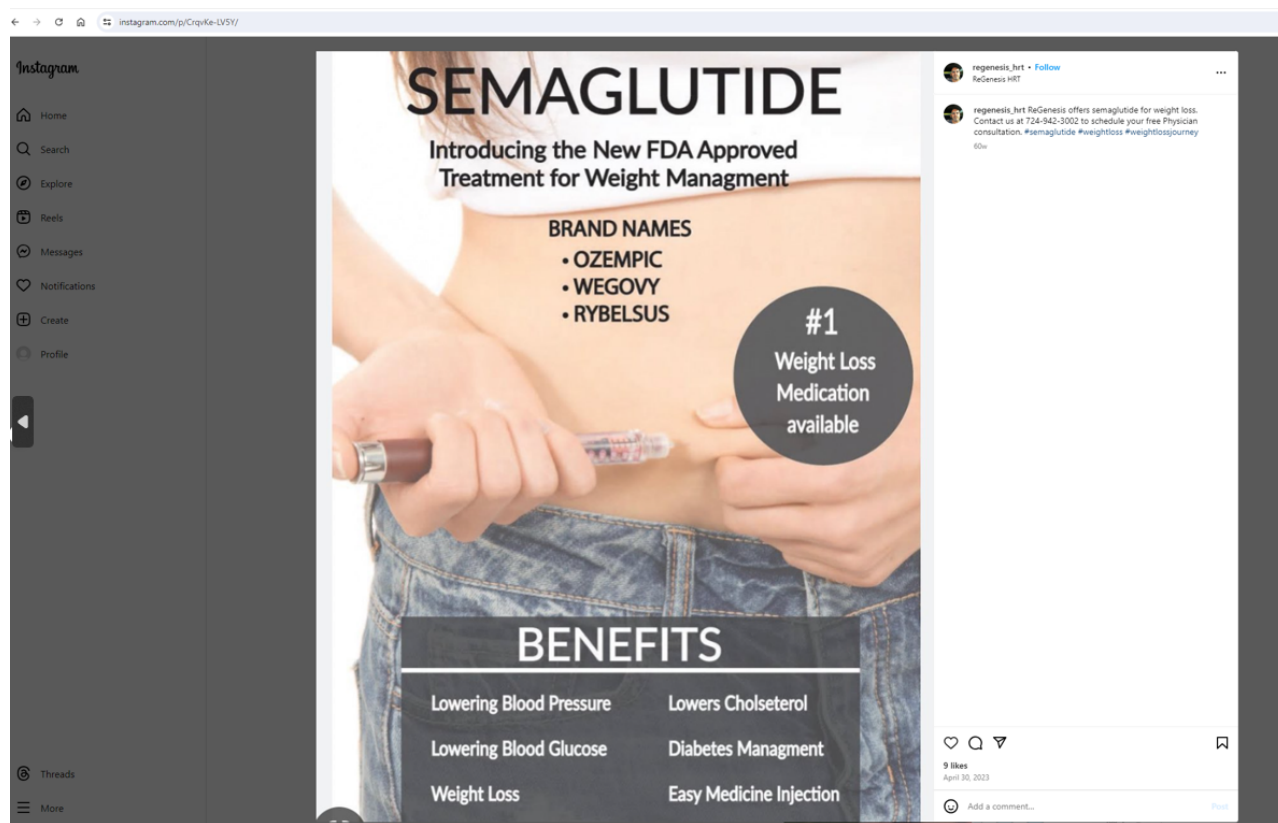 instagram.com/p/CrqvKe-LV5Y/
Instagram
Home
Search
Explore
Reels
Messages
Notifications
Create
Profile
Threads
More
SEMAGLUTIDE
Introducing the New FDA Approved
Treatment for Weight Managment
BRAND NAMES
• OZEMPIC
• WEGOVY
• RYBELSUS
#1
Weight Loss
Medication
available
BENEFITS
Lowering Blood Pressure
Lowers Cholseterol
Lowering Blood Glucose
Diabetes Managment
Weight Loss
Easy Medicine Injection
regenesis_hrt • Follow
ReGenesis HRT
regenesis_hrt ReGenesis offers semaglutide for weight loss.
Contact us at 724-942-3002 to schedule your free Physician
consultation. #semaglutide #weightloss #weightlossjourney
60w
9 likes
April 30, 2023
Add a comment...
Post